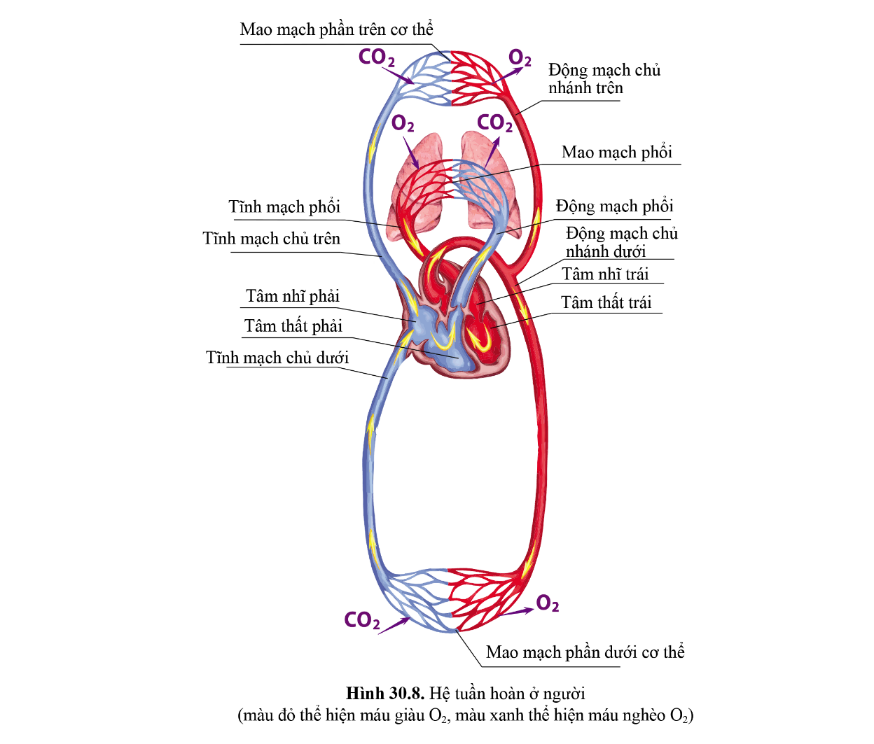 Mao mạch phần trên cơ thể
CO₂
O₂
Động mạch chủ
nhánh trên
O₂
CO₂
Mao mạch phổi
Tĩnh mạch phổi
Động mạch phổi
Tĩnh mạch chủ trên
Động mạch chủ
nhánh dưới
Tâm nhĩ trái
Tâm nhĩ phải
Tâm thất trái
Tâm thất phải
Tĩnh mạch chủ dưới
O₂
CO₂
Mao mạch phần dưới cơ thể
Hình 30.8. Hệ tuần hoàn ở người
(màu đỏ thể hiện máu giàu O₂, màu xanh thể hiện máu nghèo O₂)